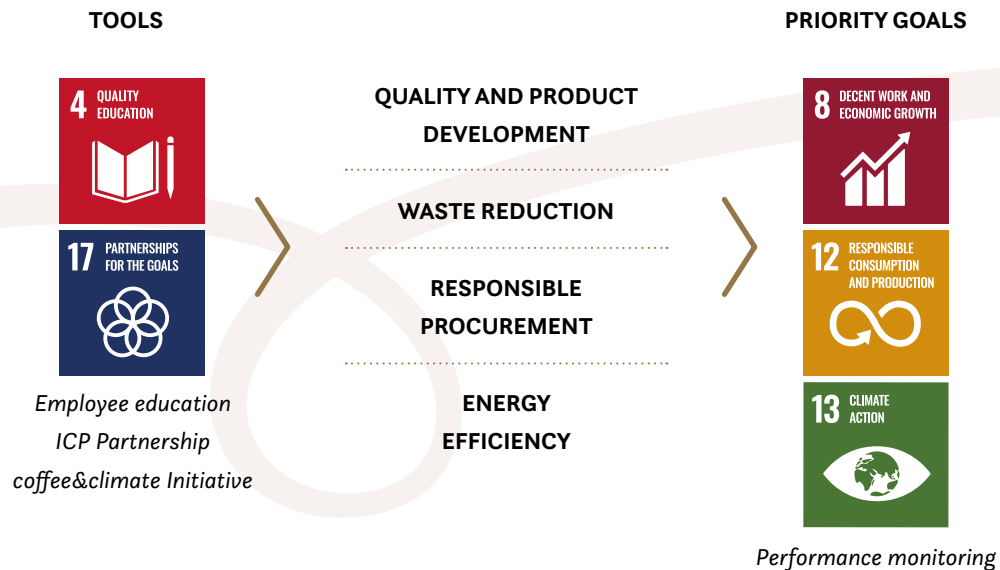 TOOLS
4 QUALITY
EDUCATION
17 PARTNERSHIPS
FOR THE GOALS
Employee education
ICP Partnership
coffee&climate Initiative
QUALITY AND PRODUCT
DEVELOPMENT
WASTE REDUCTION
RESPONSIBLE
PROCUREMENT
ENERGY
EFFICIENCY
PRIORITY GOALS
8 DECENT WORK AND
ECONOMIC GROWTH
12 RESPONSIBLE
CONSUMPTION
AND PRODUCTION
13 CLIMATE
ACTION
Performance monitoring